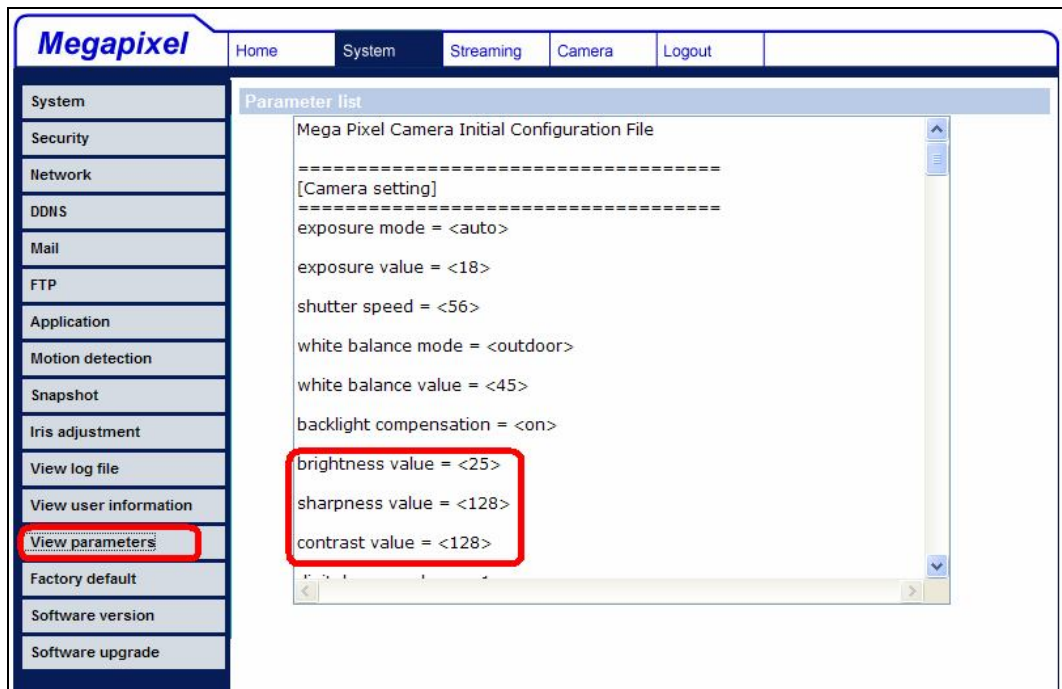 Megapixel
Home System Streaming Camera Logout
System
Security
Network
DDNS
Mail
FTP
Application
Motion detection
Snapshot
Iris adjustment
View log file
View user information
View parameters
Factory default
Software version
Software upgrade
Parameter list
Mega Pixel Camera Initial Configuration File
====================================
[Camera setting]
====================================
exposure mode = <auto>
exposure value = <18>
shutter speed = <56>
white balance mode = <outdoor>
white balance value = <45>
backlight compensation = <on>
brightness value = <25>
sharpness value = <128>
contrast value = <128>